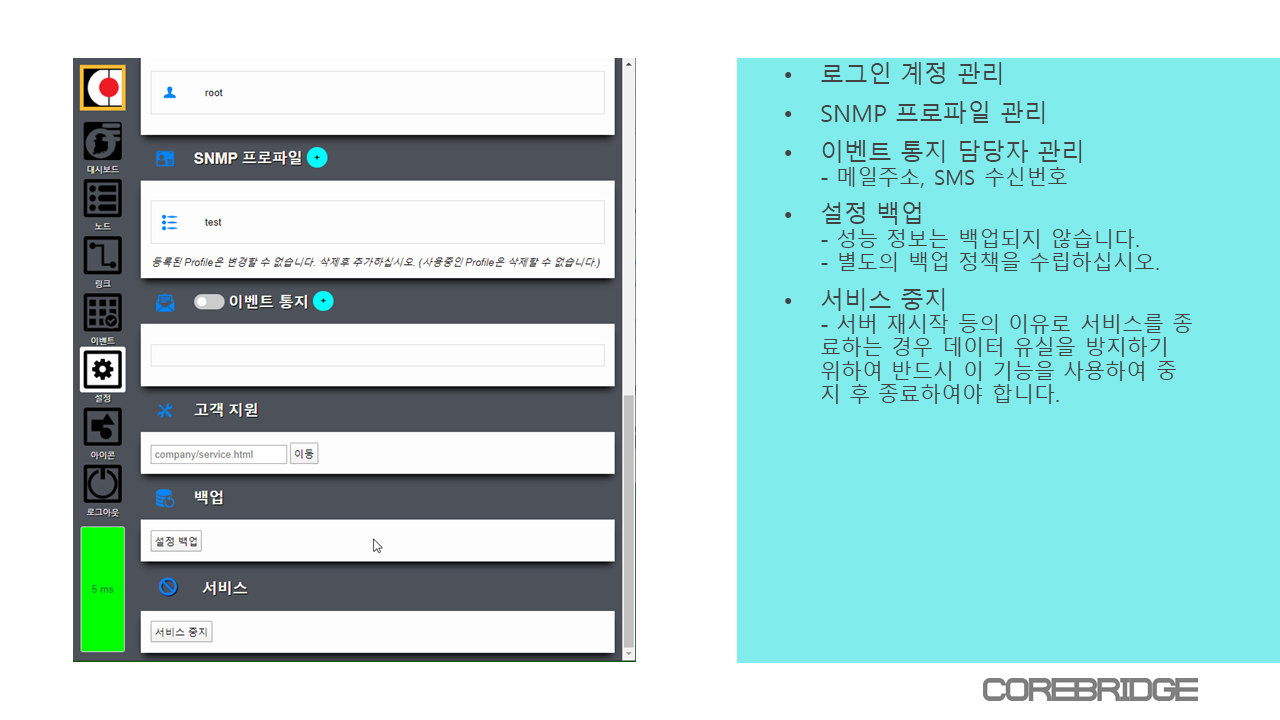 대시보드
노드
링크
이벤트
설정
아이콘
로그아웃
5 ms
root
SNMP 프로파일 +
test
등록된 Profile은 변경할 수 없습니다. 삭제후 추가하십시오. (사용중인 Profile은 삭제할 수 없습니다.)
이벤트 통지 +
고객 지원
company/service.html 이동
백업
설정 백업
서비스
서비스 중지
• 로그인 계정 관리
• SNMP 프로파일 관리
• 이벤트 통지 담당자 관리
- 메일주소, SMS 수신번호
• 설정 백업
- 성능 정보는 백업되지 않습니다.
- 별도의 백업 정책을 수립하십시오.
• 서비스 중지
- 서버 재시작 등의 이유로 서비스를 종
료하는 경우 데이터 유실을 방지하기
위하여 반드시 이 기능을 사용하여 중
지 후 종료하여야 합니다.
COREBRIDGE